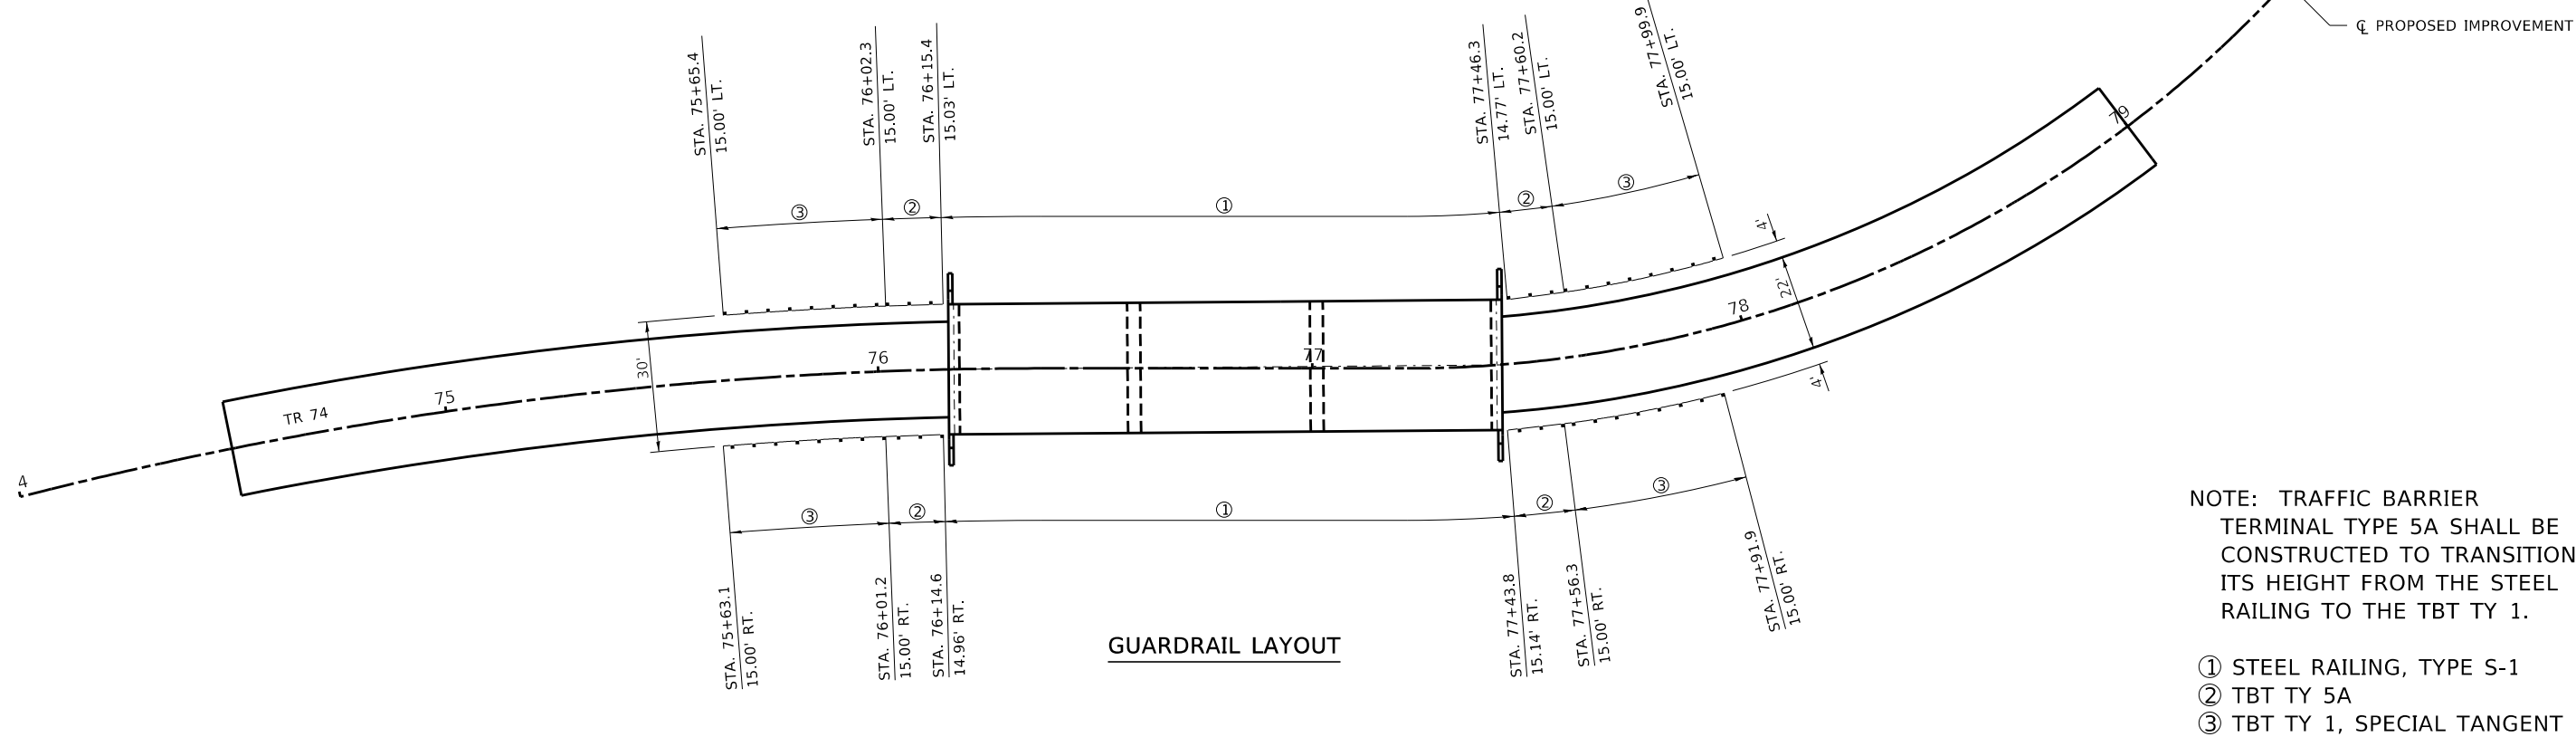 ℄ PROPOSED IMPROVEMENT
STA. 75+65.4
15.00' LT.
STA. 76+02.3
15.00' LT.
STA. 76+15.4
15.03' LT.
STA. 77+46.3
14.77' LT.
STA. 77+60.2
15.00' LT.
STA. 77+99.9
15.00' LT.
③
②
①
②
③
4'
22'
4'
30'
4
TR 74
75
76
77
78
79
③
②
①
②
③
STA. 75+63.1
15.00' RT.
STA. 76+01.2
15.00' RT.
STA. 76+14.6
14.96' RT.
STA. 77+43.8
15.14' RT.
STA. 77+56.3
15.00' RT.
STA. 77+91.9
15.00' RT.
GUARDRAIL LAYOUT
NOTE: TRAFFIC BARRIER
TERMINAL TYPE 5A SHALL BE
CONSTRUCTED TO TRANSITION
ITS HEIGHT FROM THE STEEL
RAILING TO THE TBT TY 1.
① STEEL RAILING, TYPE S-1
② TBT TY 5A
③ TBT TY 1, SPECIAL TANGENT